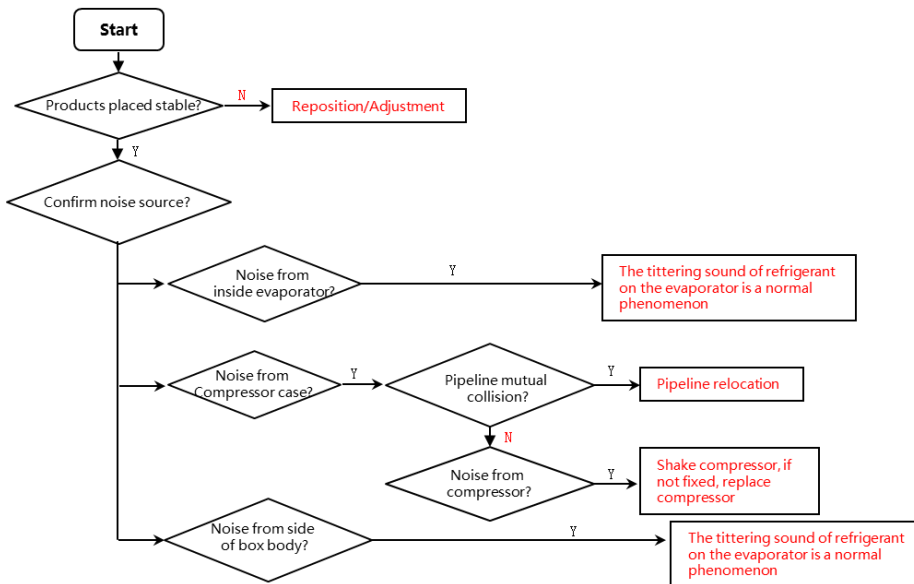 Start
Products placed stable?
N
Reposition/Adjustment
Y
Confirm noise source?
Noise from
inside evaporator?
Y
The tittering sound of refrigerant
on the evaporator is a normal
phenomenon
Noise from
Compressor case?
Y
Pipeline mutual
collision?
Y
Pipeline relocation
N
Noise from
compressor?
Y
Shake compressor, if
not fixed, replace
compressor
Noise from side
of box body?
Y
The tittering sound of refrigerant
on the evaporator is a normal
phenomenon